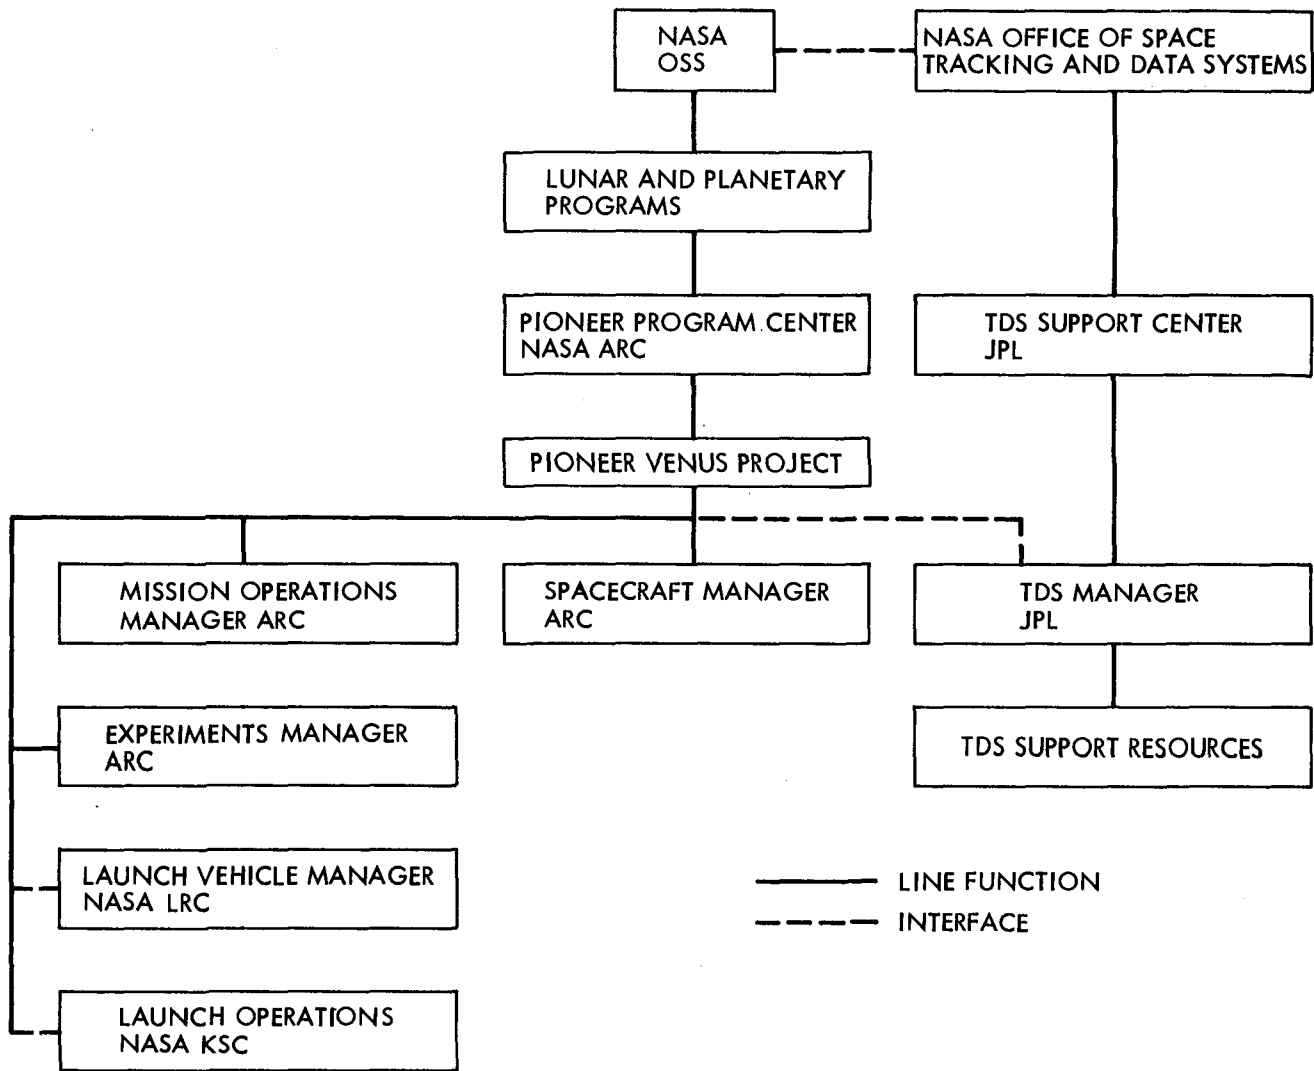 NASA
OSS
NASA OFFICE OF SPACE
TRACKING AND DATA SYSTEMS
LUNAR AND PLANETARY
PROGRAMS
PIONEER PROGRAM CENTER
NASA ARC
TDS SUPPORT CENTER
JPL
PIONEER VENUS PROJECT
MISSION OPERATIONS
MANAGER ARC
SPACECRAFT MANAGER
ARC
TDS MANAGER
JPL
EXPERIMENTS MANAGER
ARC
TDS SUPPORT RESOURCES
LAUNCH VEHICLE MANAGER
NASA LRC
LINE FUNCTION
INTERFACE
LAUNCH OPERATIONS
NASA KSC